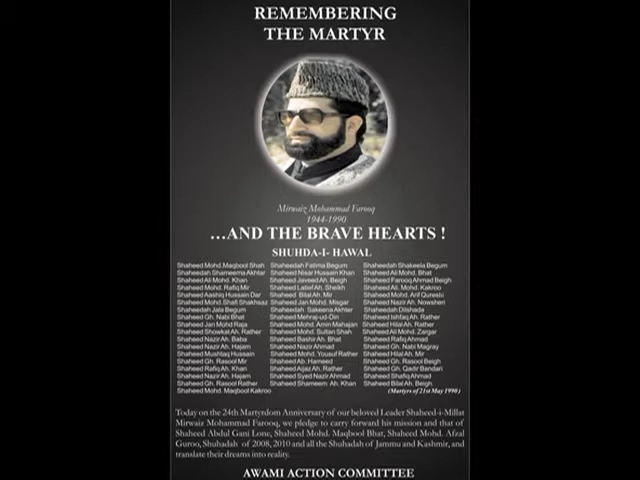 REMEMBERING
THE MARTYR
Mirwaiz Mohammad Farooq
1944-1990
...AND THE BRAVE HEARTS !
SHUHDA-I- HAWAL
Shaheed Mohd.Maqbool Shah Shaheedah Fatima Begum Shaheedah Shakeela Begum
Shaheedah Shameema Akhtar Shaheed Nisar Hussain Khan Shaheed Ali Mohd. Bhat
Shaheed Ali Mohd. Khan Shaheed Javeed Ah. Beigh Shaheed Farooq Ahmad Beigh
Shaheed Mohd. Rafiq Mir Shaheed Latief Ah. Sheikh Shaheed Ali. Mohd. Kakroo
Shaheed Aashiq Hussain Dar Shaheed Bilal Ah. Mir Shaheed Mohd. Arif Qureshi
Shaheed Mohd.Shafi Shakhsaz Shaheed Jan Mohd. Misgar Shaheed Nazir Ah. Nowsheri
Shaheedah Jala Begum Shaheedah Sakeena Akhter Shaheedah Dilshada
Shaheed Gh. Nabi Bhat Shaheed Mehraj-ud-Din Shaheed Ishfaq Ah. Rather
Shaheed Jan Mohd Raja Shaheed Mohd. Amin Mahajan Shaheed Hilal Ah. Rather
Shaheed Showkat Ah. Rather Shaheed Mohd. Sultan Shah Shaheed Ali Mohd. Zargar
Shaheed Nazir Ah. Baba Shaheed Bashir Ah. Bhat Shaheed Rafiq Ahmad
Shaheed Nazir Ah. Hajam Shaheed Nazir Ahmad Shaheed Gh. Nabi Magray
Shaheed Mushtaq Hussain Shaheed Mohd. Yousuf Rather Shaheed Hilal Ah. Mir
Shaheed Gh. Rasool Mir Shaheed Ab. Hameed Shaheed Gh. Rasool Beigh
Shaheed Rafiq Ah. Khan Shaheed Aijaz Ah. Rather Shaheed Gh. Qadir Bandari
Shaheed Nazir Ah. Hajam Shaheed Syed Nazir Ahmad Shaheed Shafiq Ahmad
Shaheed Gh. Rasool Rather Shaheed Shameem Ah. Khan Shaheed Bilal Ah. Beigh.
Shaheed Mohd. Maqbool Kakroo (Martyrs of 21st May 1990)
Today on the 24th Martyrdom Anniversary of our beloved Leader Shaheed-i-Millat
Mirwaiz Mohammad Farooq, we pledge to carry forward his mission and that of
Shaheed Abdul Gani Lone, Shaheed Mohd. Maqbool Bhat, Shaheed Mohd. Afzal
Guroo, Shuhadah of 2008, 2010 and all the Shuhadah of Jammu and Kashmir, and
translate their dreams into reality.
AWAMI ACTION COMMITTEE